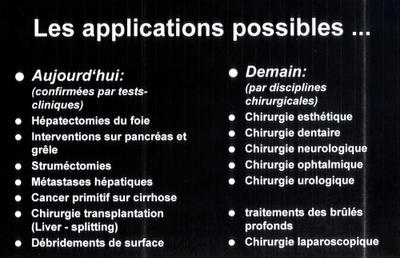 Les applications possibles ...
Aujourd'hui:
(confirmées par tests-
cliniques)
Hépatectomies du foie
Interventions sur pancréas et
grêle
Struméctomies
Métastases hépatiques
Cancer primitif sur cirrhose
Chirurgie transplantation
(Liver - splitting)
Débridements de surface
Demain:
(par disciplines
chirurgicales)
Chirurgie esthétique
Chirurgie dentaire
Chirurgie neurologique
Chirurgie ophtalmique
Chirurgie urologique
traitements des brûlés
profonds
Chirurgie laparoscopique